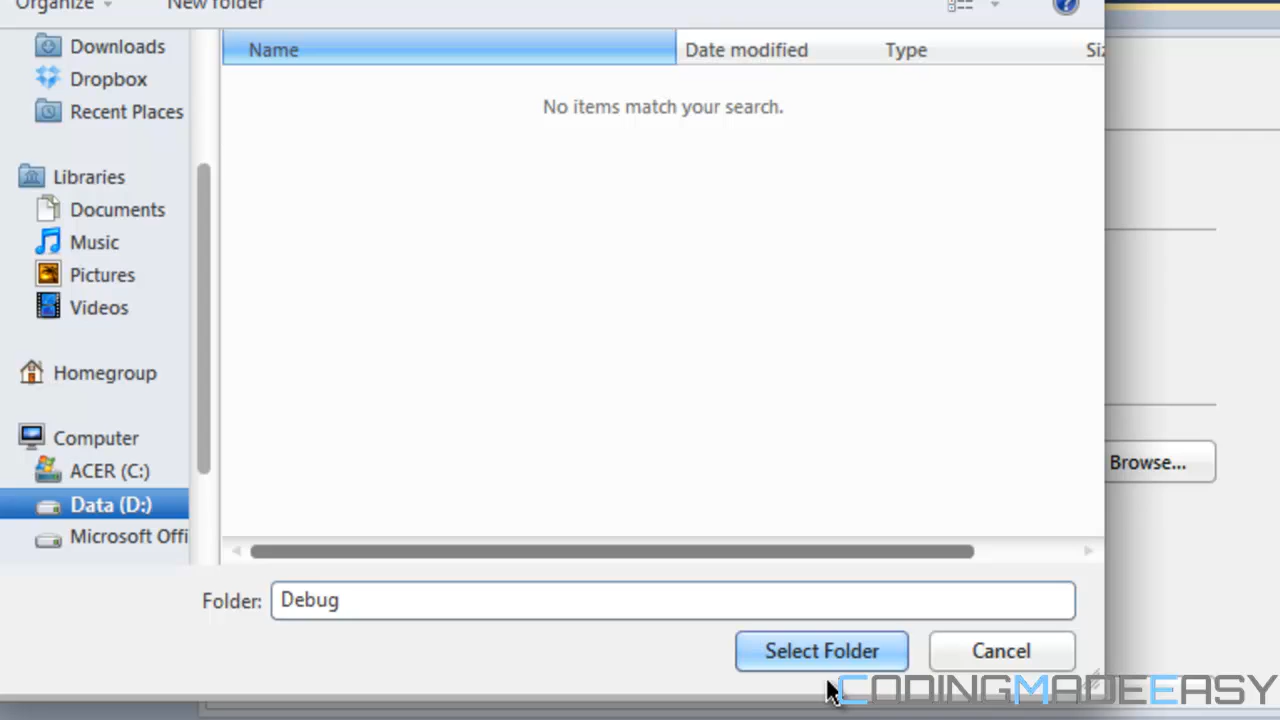 Organize New folder
Name Date modified Type
No items match your search.
Downloads
Dropbox
Recent Places
Libraries
Documents
Music
Pictures
Videos
Homegroup
Computer
ACER (C:)
Data (D:)
Microsoft Offi
Browse...
Folder: Debug
Select Folder Cancel
CODINGMADEEASY